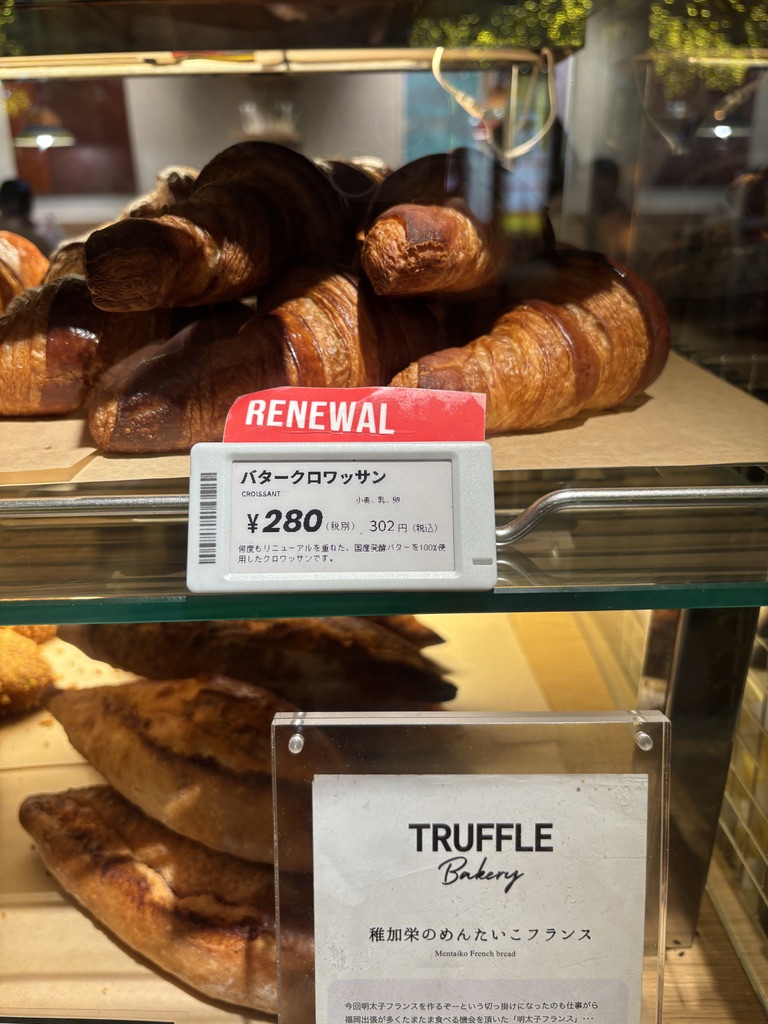 RENEWAL
バタークロワッサン
CROISSANT
小麦、乳、卵
¥280(税別) 302円(税込)
何度もリニューアルを重ねた、国産発酵バターを100%使
用したクロワッサンです。
TRUFFLE
Bakery
稚加栄のめんたいこフランス
Mentaiko French bread
今回明太子フランスを作るぞーという切っ掛けになったのも仕事がら
福岡出張が多くたまたま食べる機会を頂いた「明太子フランス」･･･